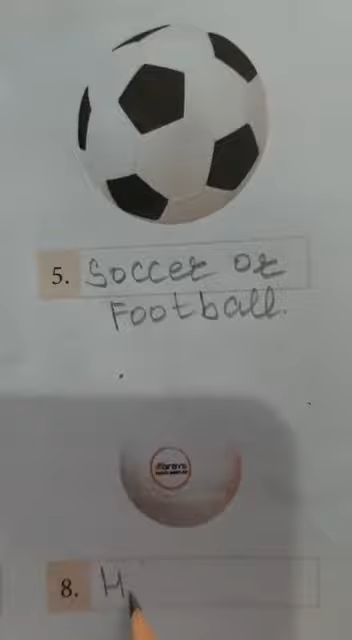 5. Soccer or
Football.
8. H